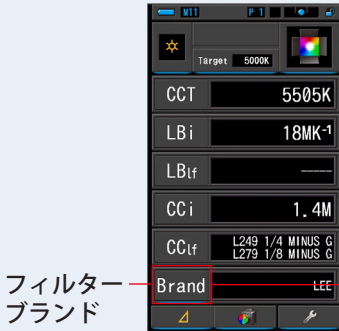 M11 P 1
Target 5000K
CCT 5505K
LBi 18MK-1
LBLf -----
CCi 1.4M
CCLf L249 1/4 MINUS G
L279 1/8 MINUS G
フィルター
ブランド
Brand LEE